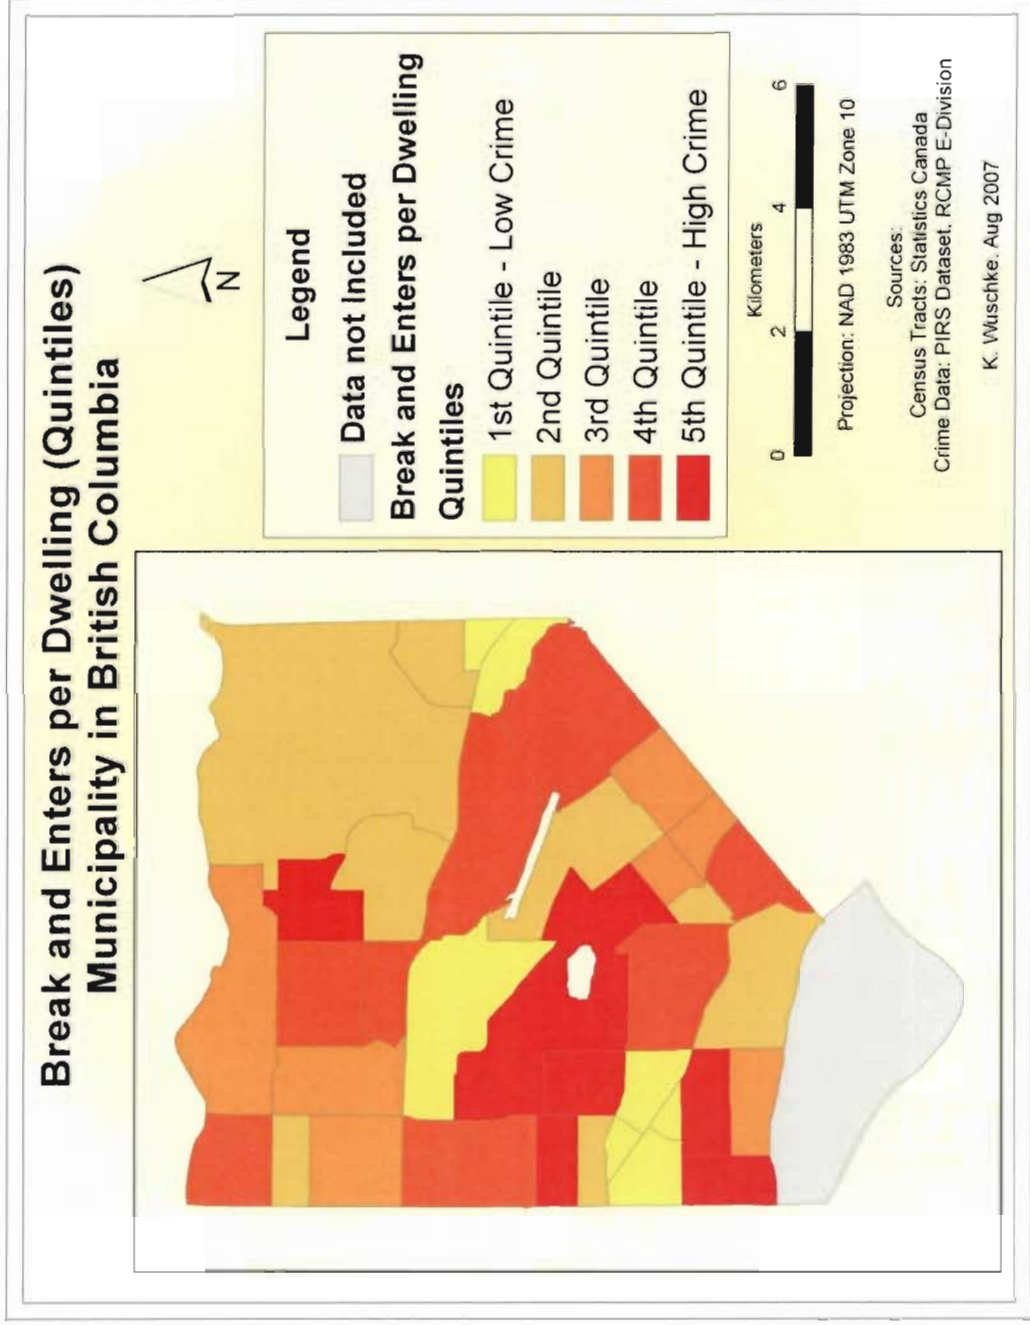 Break and Enters per Dwelling (Quintiles)
Municipality in British Columbia
N
Legend
Data not Included
Break and Enters per Dwelling
Quintiles
1st Quintile - Low Crime
2nd Quintile
3rd Quintile
4th Quintile
5th Quintile - High Crime
Kilometers
0 2 4 6
Projection: NAD 1983 UTM Zone 10
Sources:
Census Tracts: Statistics Canada
Crime Data: PIRS Dataset, RCMP E-Division
K. Wuschke. Aug 2007